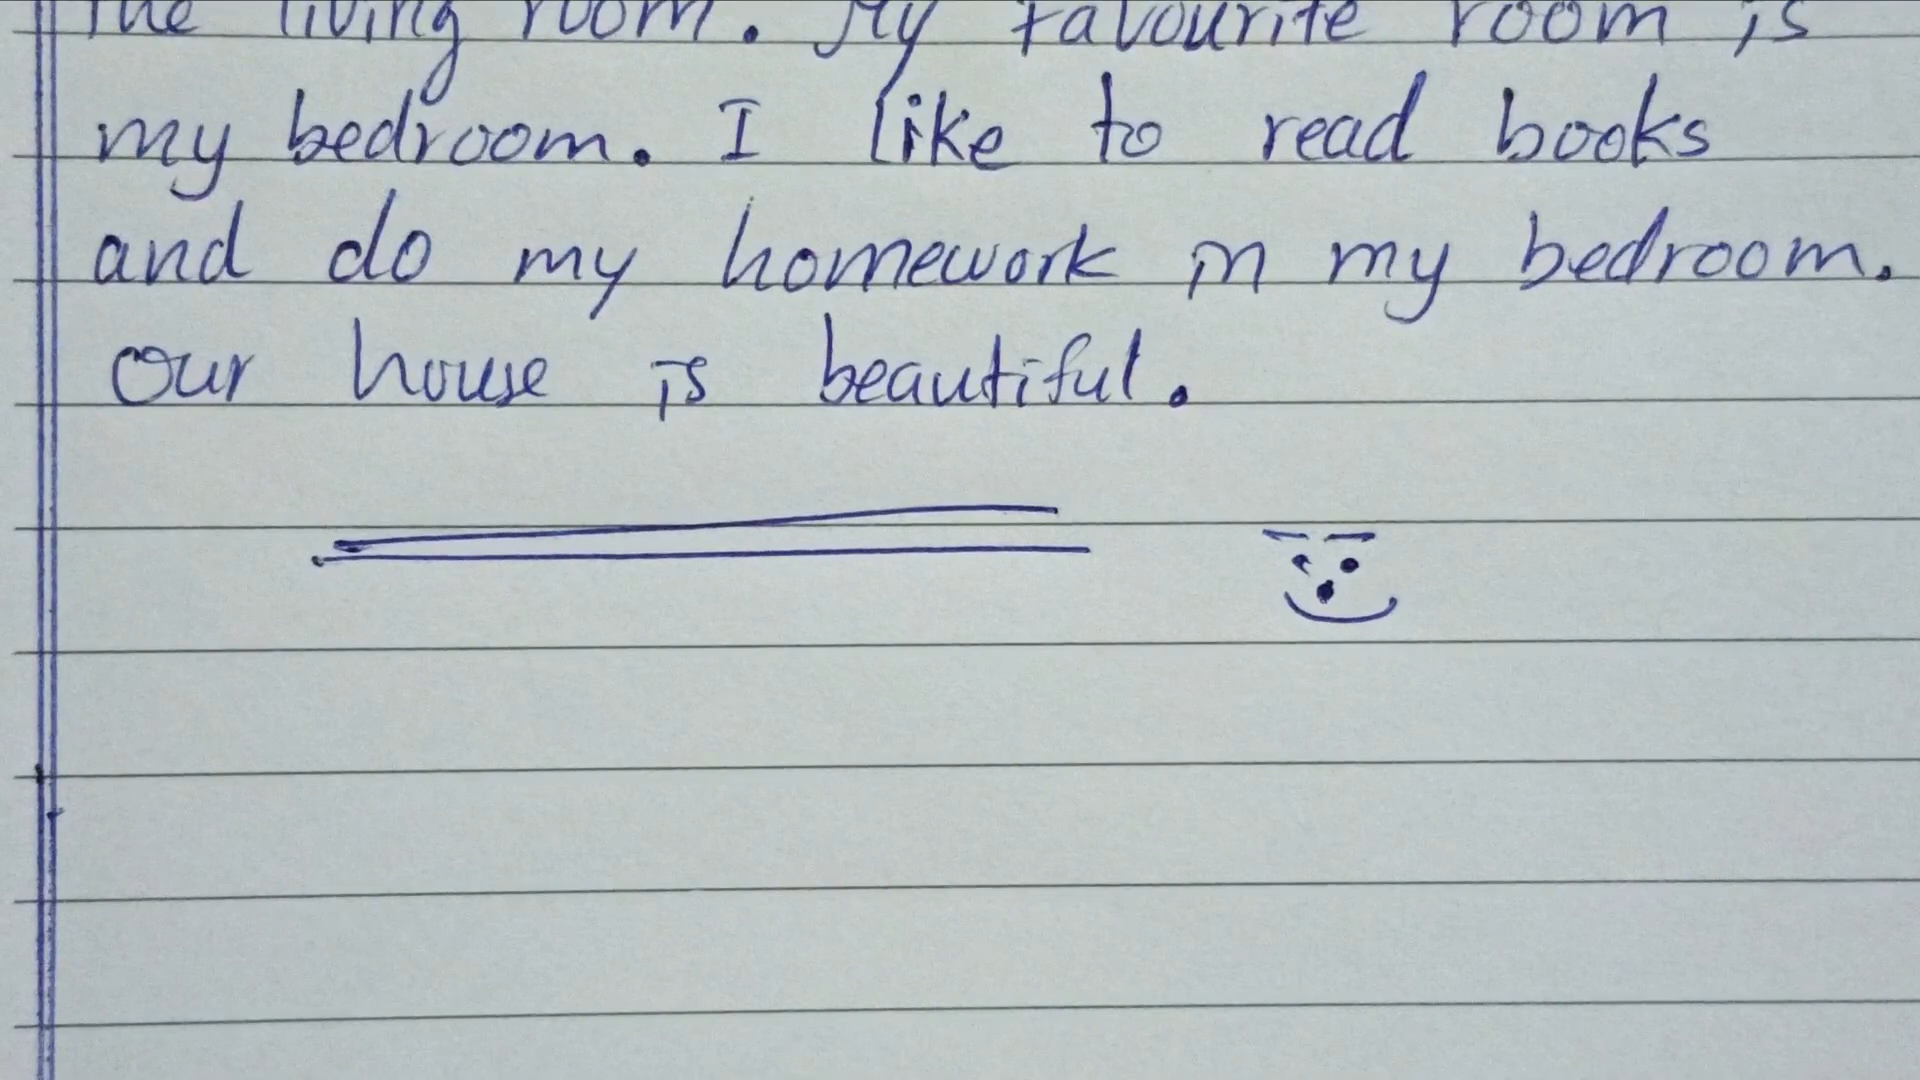 the living room. My favourite room is
my bedroom. I like to read books
and do my homework in my bedroom.
our house is beautiful.